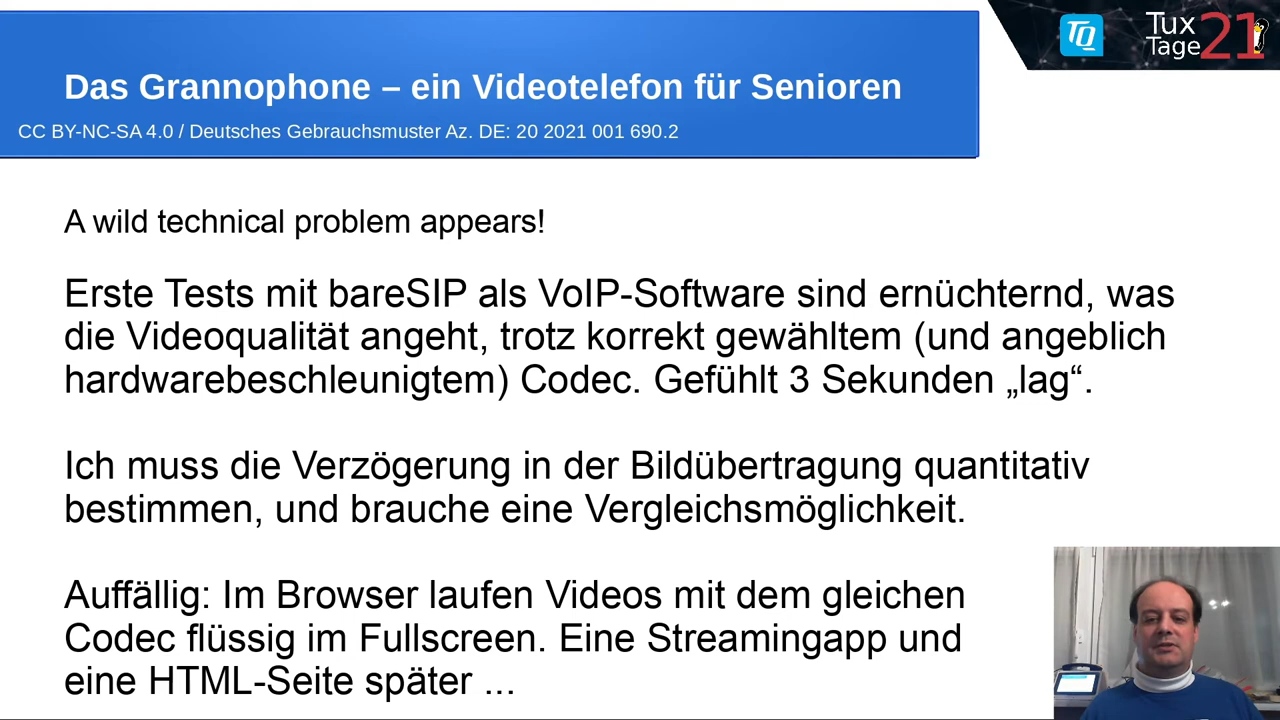 Das Grannophone – ein Videotelefon für Senioren
CC BY-NC-SA 4.0 / Deutsches Gebrauchsmuster Az. DE: 20 2021 001 690.2
TQ
Tux
Tage
21
A wild technical problem appears!
Erste Tests mit bareSIP als VoIP-Software sind ernüchternd, was
die Videoqualität angeht, trotz korrekt gewähltem (und angeblich
hardwarebeschleunigtem) Codec. Gefühlt 3 Sekunden „lag“.
Ich muss die Verzögerung in der Bildübertragung quantitativ
bestimmen, und brauche eine Vergleichsmöglichkeit.
Auffällig: Im Browser laufen Videos mit dem gleichen
Codec flüssig im Fullscreen. Eine Streamingapp und
eine HTML-Seite später ...